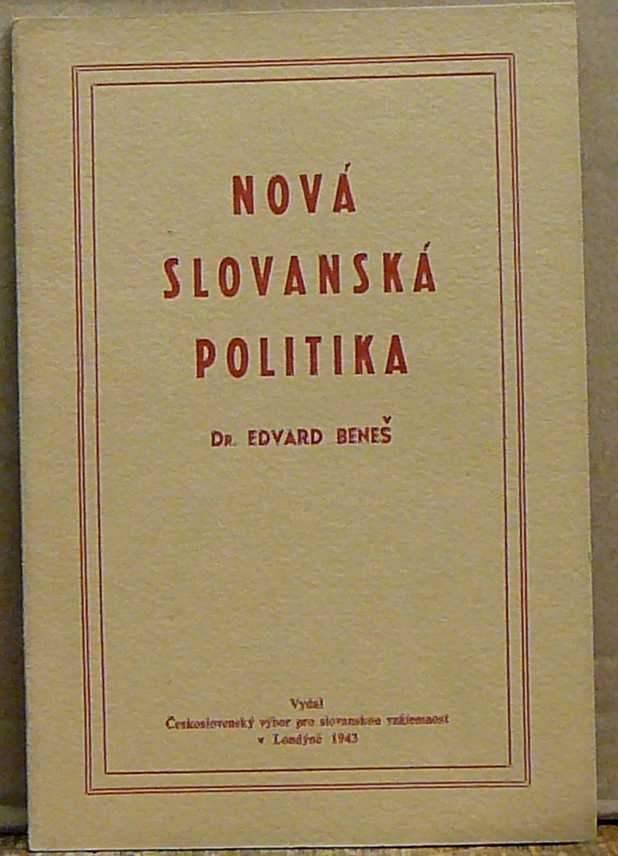 NOVÁ
SLOVANSKÁ
POLITIKA
DR. EDVARD BENEŠ
Vydal
Československý výbor pro slovanskou vzájemnost
v Londýně 1943